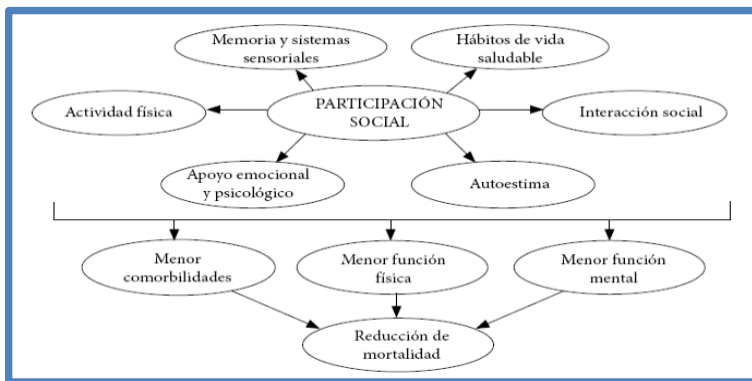 Memoria y sistemas
sensoriales
Hábitos de vida
saludable
Actividad física
PARTICIPACIÓN
SOCIAL
Interacción social
Apoyo emocional
y psicológico
Autoestima
Menor
comorbilidades
Menor función
física
Menor función
mental
Reducción de
mortalidad